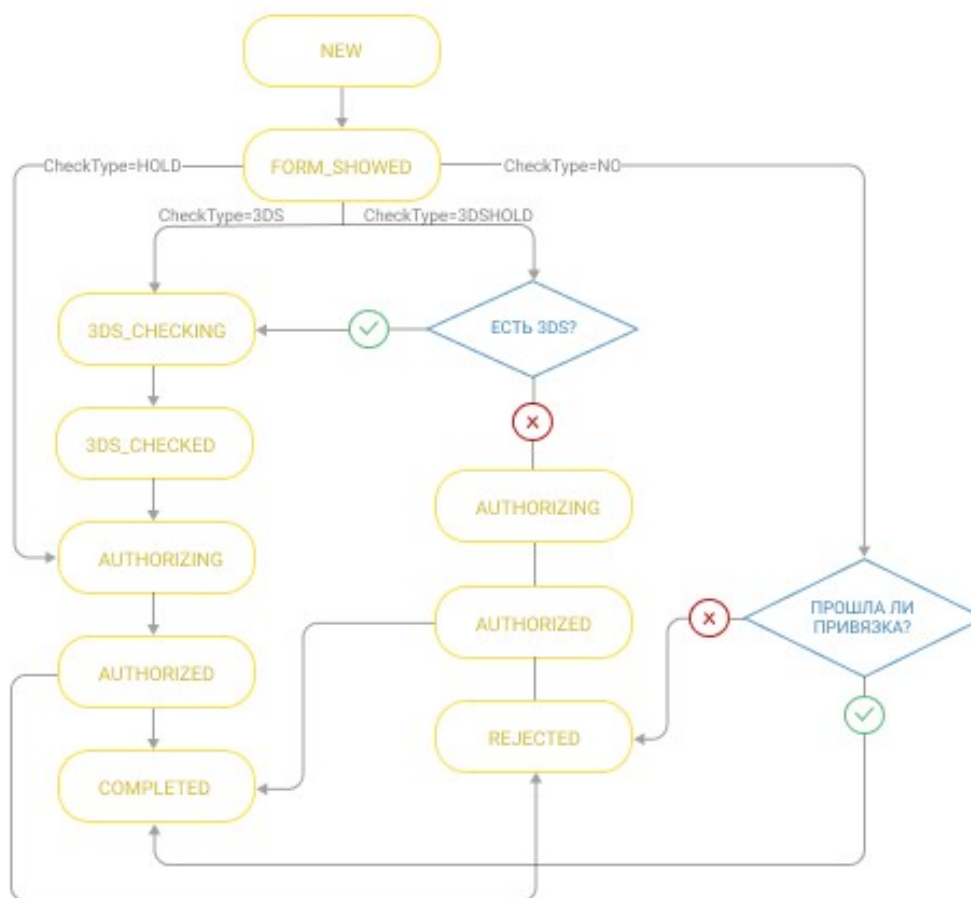 NEW
FORM_SHOWED
CheckType=HOLD
CheckType=NO
CheckType=3DS
CheckType=3DSHOLD
3DS_CHECKING
ЕСТЬ 3DS?
3DS_CHECKED
AUTHORIZING
AUTHORIZING
ПРОШЛА ЛИ
ПРИВЯЗКА?
AUTHORIZED
AUTHORIZED
REJECTED
COMPLETED